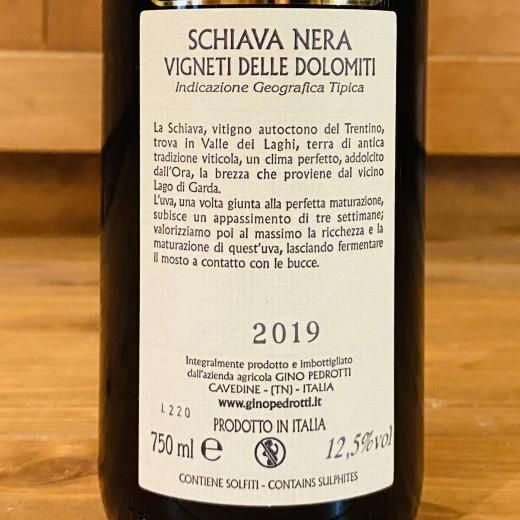 SCHIAVA NERA
VIGNETI DELLE DOLOMITI
Indicazione Geografica Tipica
La Schiava, vitigno autoctono del Trentino,
trova in Valle dei Laghi, terra di antica
tradizione viticola, un clima perfetto, addolcito
dall'Ora, la brezza che proviene dal vicino
Lago di Garda.
L'uva, una volta giunta alla perfetta maturazione,
subisce un appassimento di tre settimane;
valorizziamo poi al massimo la ricchezza e la
maturazione di quest'uva, lasciando fermentare
il mosto a contatto con le bucce.
2019
Integralmente prodotto e imbottigliato
dall'azienda agricola GINO PEDROTTI
CAVEDINE - (TN) - ITALIA
www.ginopedrotti.it
L220
PRODOTTO IN ITALIA
750 ml e 12,5%vol
CONTIENE SOLFITI - CONTAINS SULPHITES